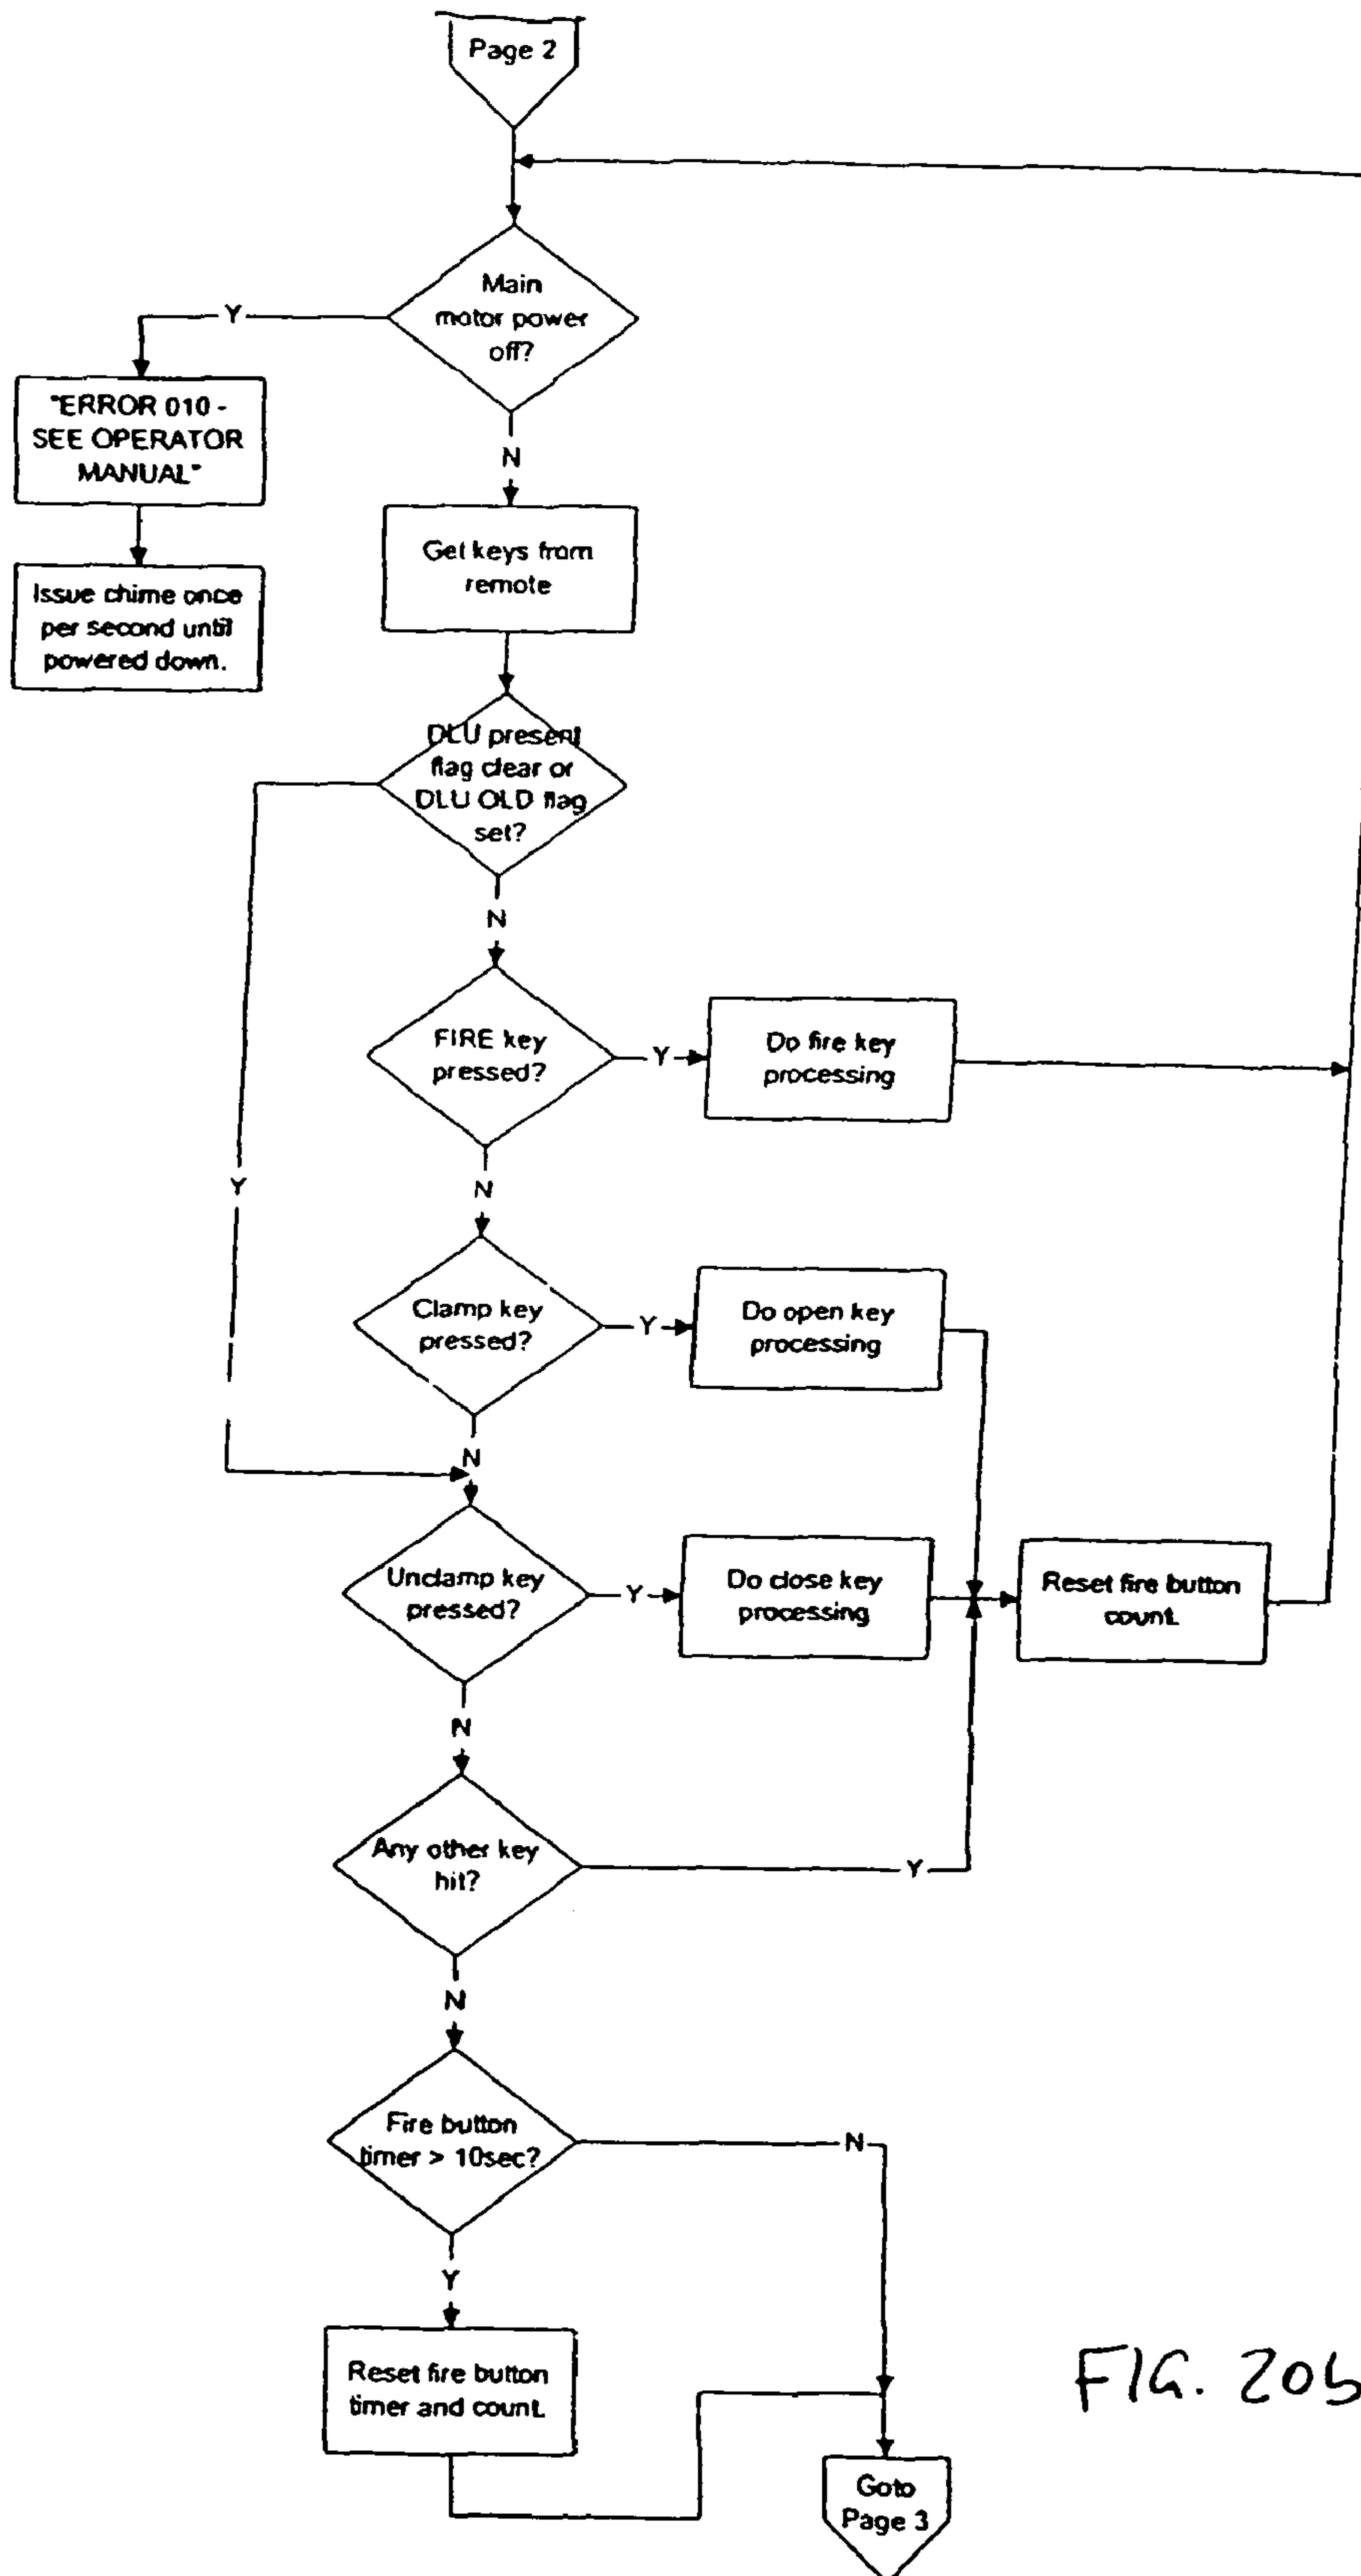 Page 2
Main
motor power
off?
Y
"ERROR 010 -
SEE OPERATOR
MANUAL"
N
Issue chime once
per second until
powered down.
Get keys from
remote
DLU present
flag clear or
DLU OLD flag
set?
N
Y
FIRE key
pressed?
Y
Do fire key
processing
N
Clamp key
pressed?
Y
Do open key
processing
N
Unclamp key
pressed?
Y
Do close key
processing
Reset fire button
count.
N
Any other key
hit?
Y
N
Fire button
timer > 10sec?
N
Y
Reset fire button
timer and count.
Goto
Page 3
FIG. 20b